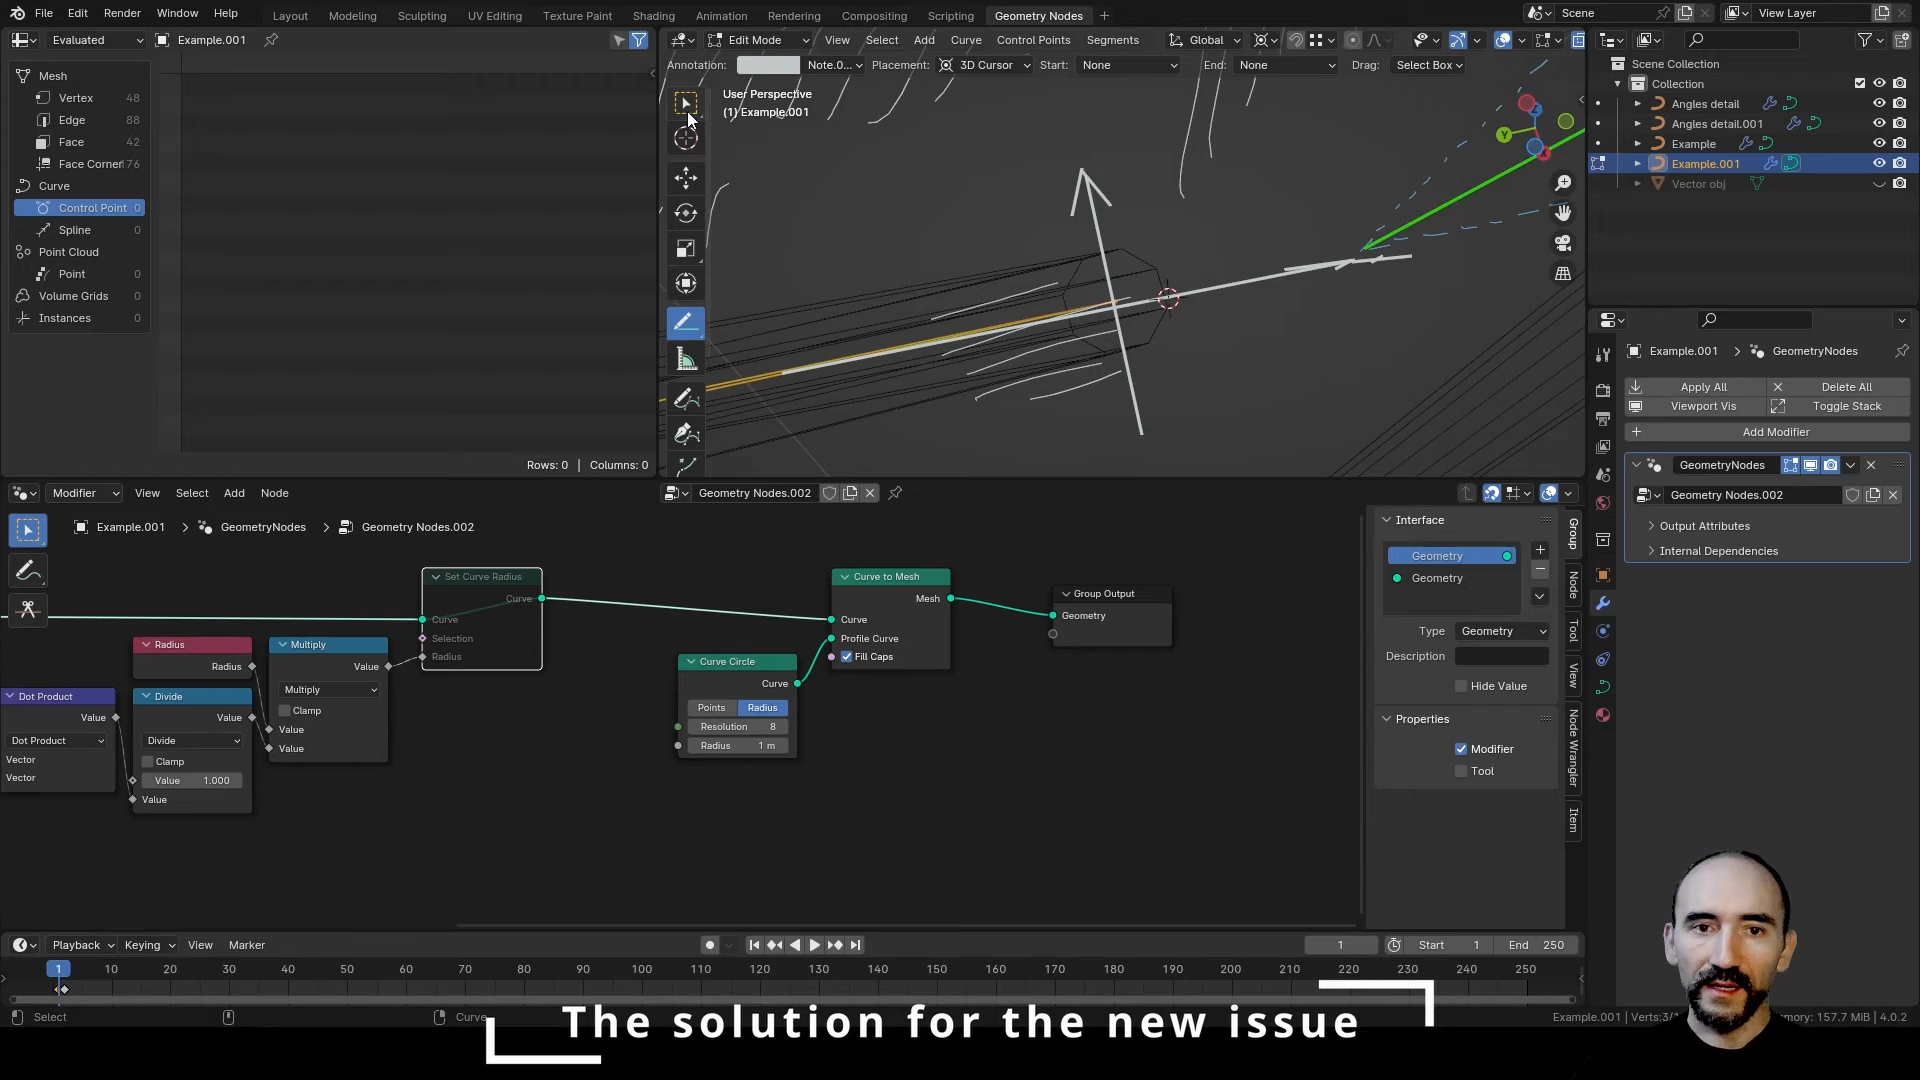 File Edit Render Window Help Layout Modeling Sculpting UV Editing Texture Paint Shading Animation Rendering Compositing Scripting Geometry Nodes + Scene View Layer
Evaluated Example.001
Mesh
Vertex 48
Edge 88
Face 42
Face Corner 176
Curve
Control Point 0
Spline 0
Point Cloud
Point 0
Volume Grids 0
Instances 0
Rows: 0 | Columns: 0
Edit Mode View Select Add Curve Control Points Segments Global
Annotation: Note.0... Placement: 3D Cursor Start: None End: None Drag: Select Box
User Perspective
(1) Example.001
Z
Y
X
Scene Collection
Collection
Angles detail
Angles detail.001
Example
Example.001
Vector obj
Example.001 > GeometryNodes
Apply All Delete All
Viewport Vis Toggle Stack
Add Modifier
GeometryNodes
Geometry Nodes.002
Output Attributes
Internal Dependencies
Modifier View Select Add Node Geometry Nodes.002
Example.001 > GeometryNodes > Geometry Nodes.002
Dot Product
Value
Dot Product
Vector
Vector
Radius
Radius
Divide
Value
Divide
Clamp
Value 1.000
Value
Multiply
Value
Multiply
Clamp
Value
Value
Set Curve Radius
Curve
Curve
Selection
Radius
Curve Circle
Curve
Points Radius
Resolution 8
Radius 1 m
Curve to Mesh
Mesh
Curve
Profile Curve
Fill Caps
Group Output
Geometry
Interface
Geometry
Geometry
Type Geometry
Description
Hide Value
Properties
Modifier
Tool
Group
Node
Tool
View
Node Wrangler
Item
Playback Keying View Marker 1 Start 1 End 250
1 10 20 30 40 50 60 70 80 90 100 110 120 130 140 150 160 170 180 190 200 210 220 230 240 250
Select Curve
Example.001 | Verts:3/ emory: 157.7 MiB | 4.0.2
The solution for the new issue